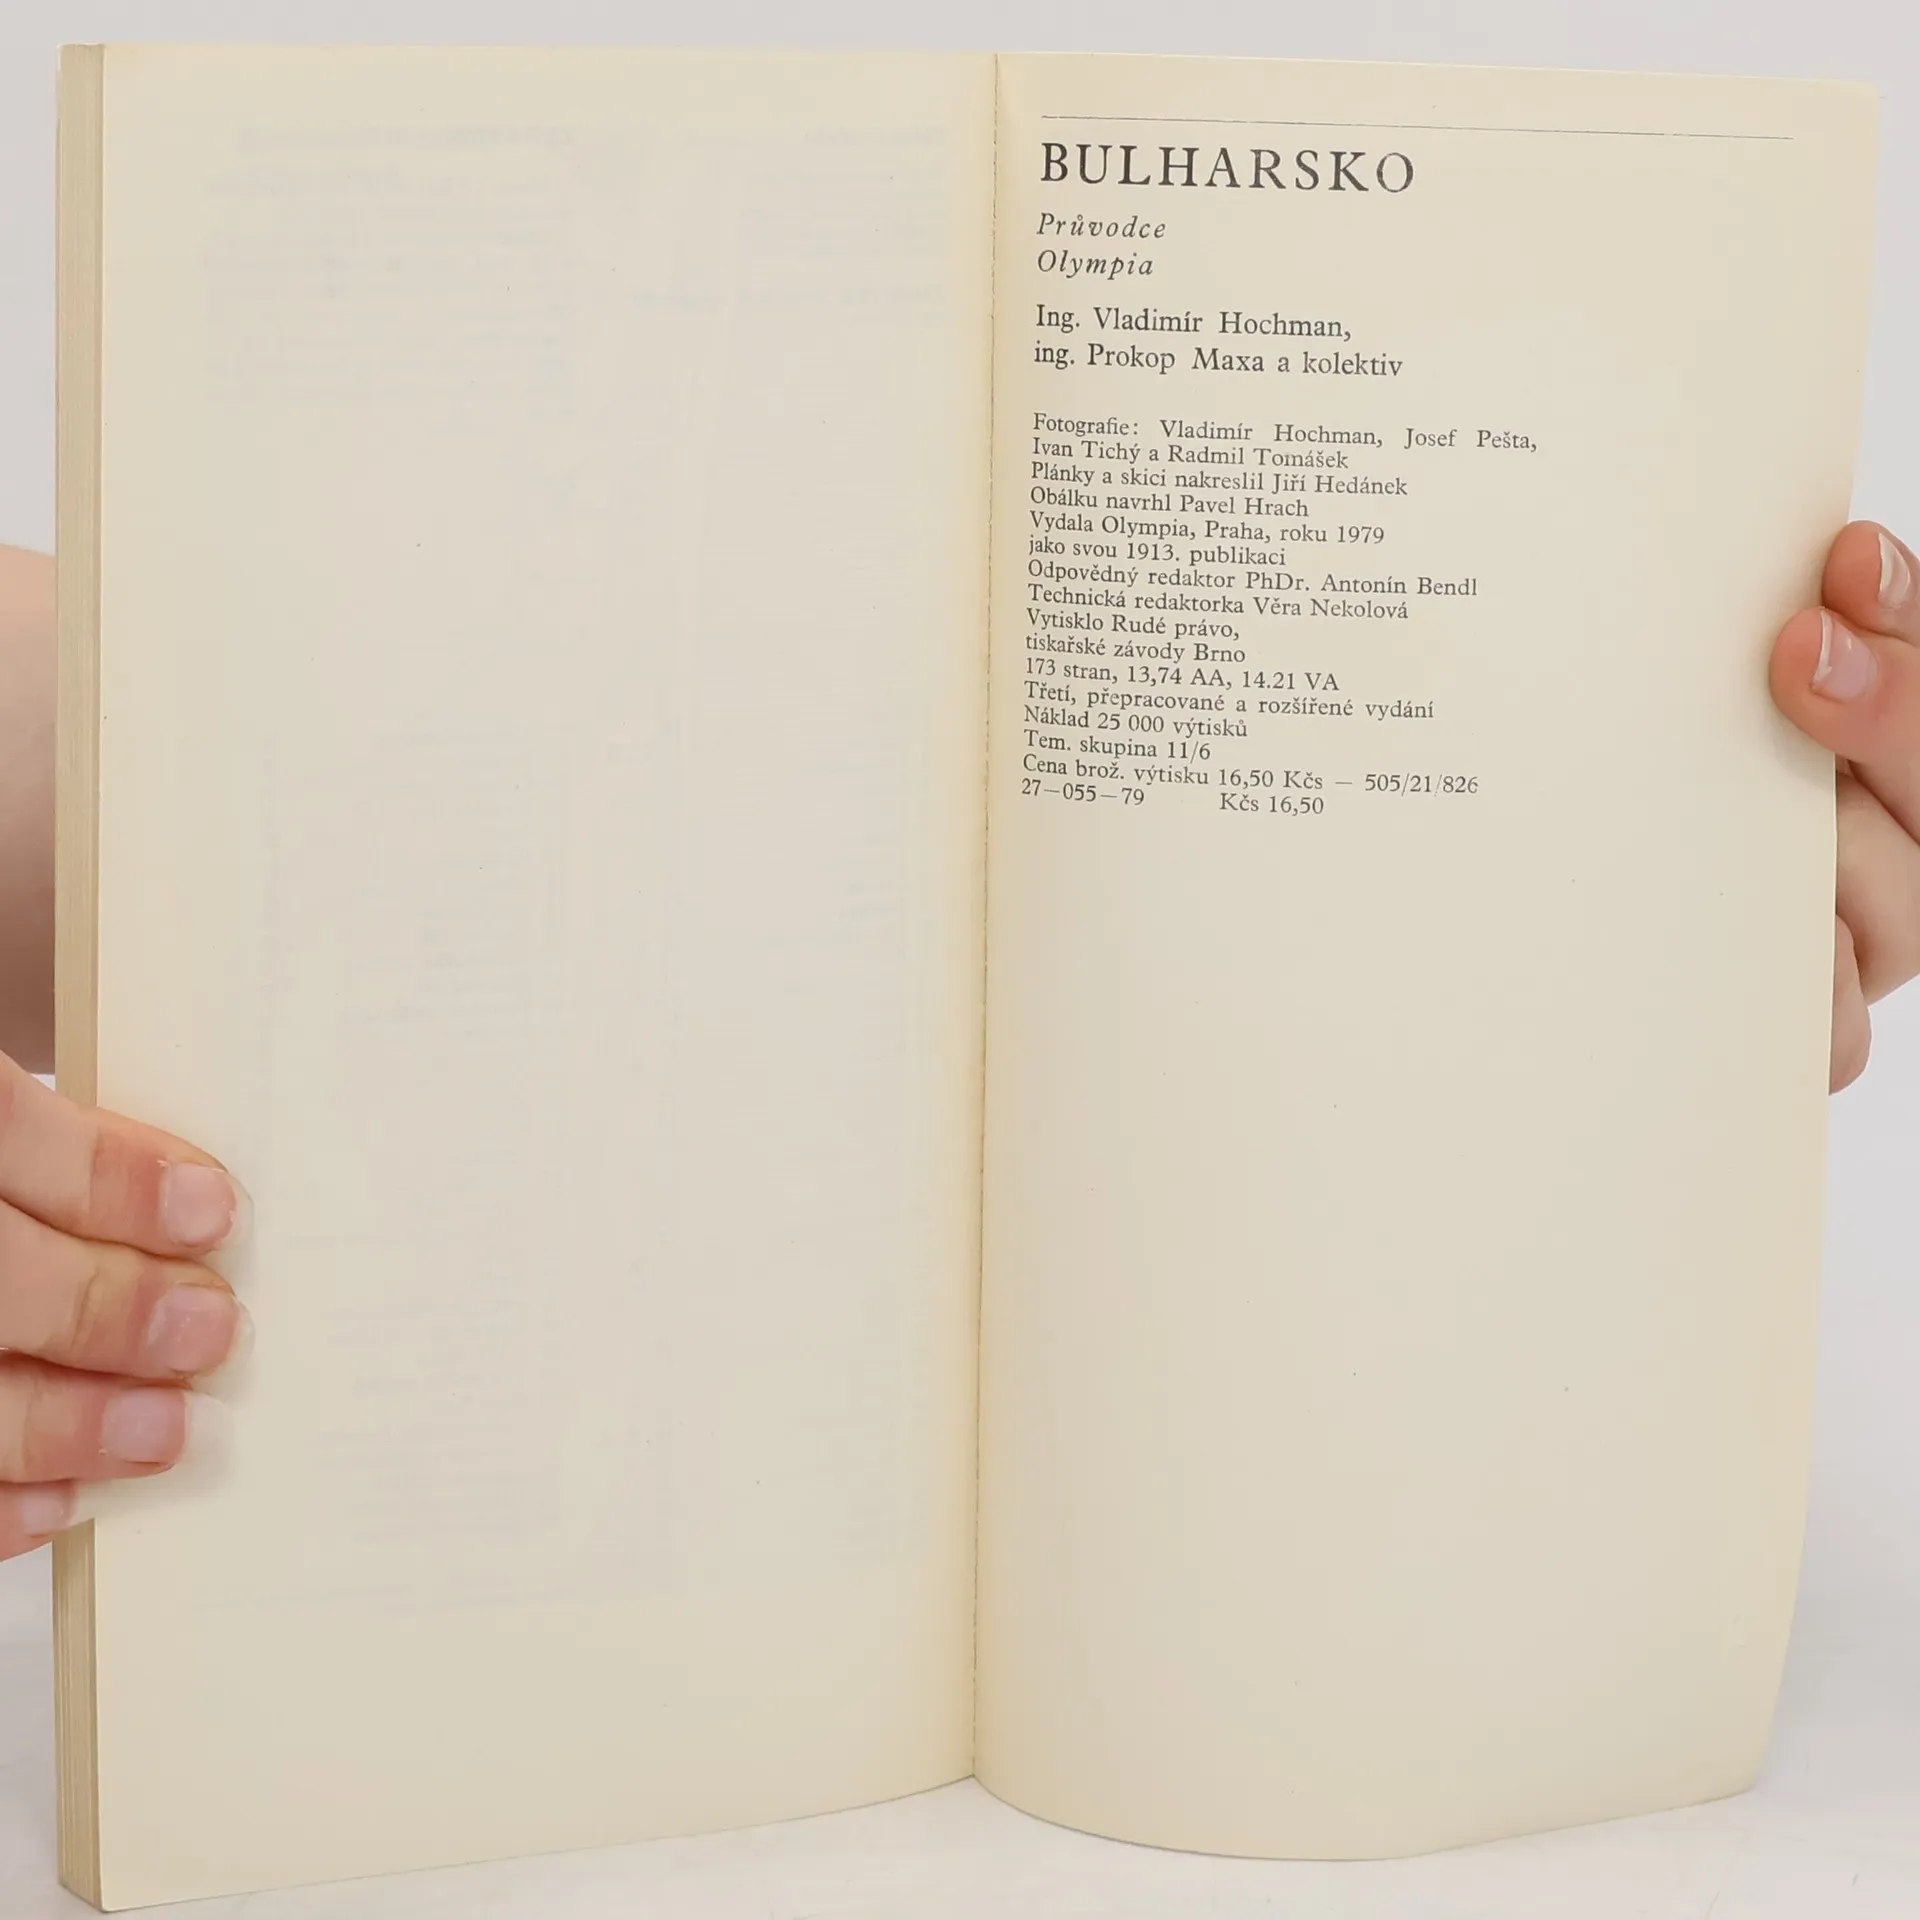 BULHARSKO
Průvodce
Olympia
Ing. Vladimír Hochman,
ing. Prokop Maxa a kolektiv
Fotografie: Vladimír Hochman, Josef Pešta,
Ivan Tichý a Radmil Tomášek
Plánky a skici nakreslil Jiří Hedánek
Obálku navrhl Pavel Hrach
Vydala Olympia, Praha, roku 1979
jako svou 1913. publikaci
Odpovědný redaktor PhDr. Antonín Bendl
Technická redaktorka Věra Nekolová
Vytisklo Rudé právo,
tiskařské závody Brno
173 stran, 13,74 AA, 14.21 VA
Třetí, přepracované a rozšířené vydání
Náklad 25 000 výtisků
Tem. skupina 11/6
Cena brož. výtisku 16,50 Kčs — 505/21/826
27—055—79 Kčs 16,50